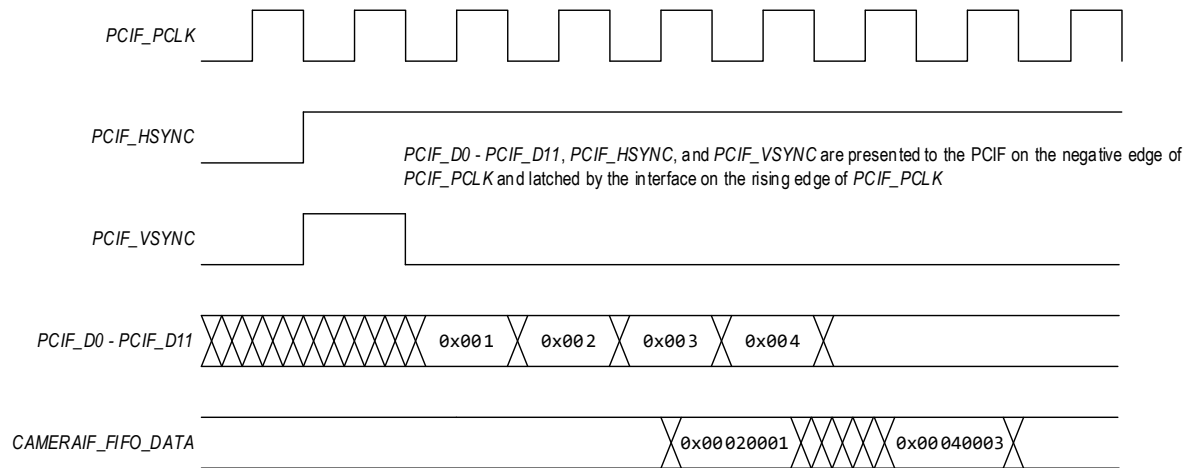 PCIF_PCLK
PCIF_HSYNC
PCIF_D0 - PCIF_D11, PCIF_HSYNC, and PCIF_VSYNC are presented to the PCIF on the negative edge of
PCIF_PCLK and latched by the interface on the rising edge of PCIF_PCLK
PCIF_VSYNC
PCIF_D0 - PCIF_D11 0x001 0x002 0x003 0x004
CAMERAIF_FIFO_DATA 0x00020001 0x00040003